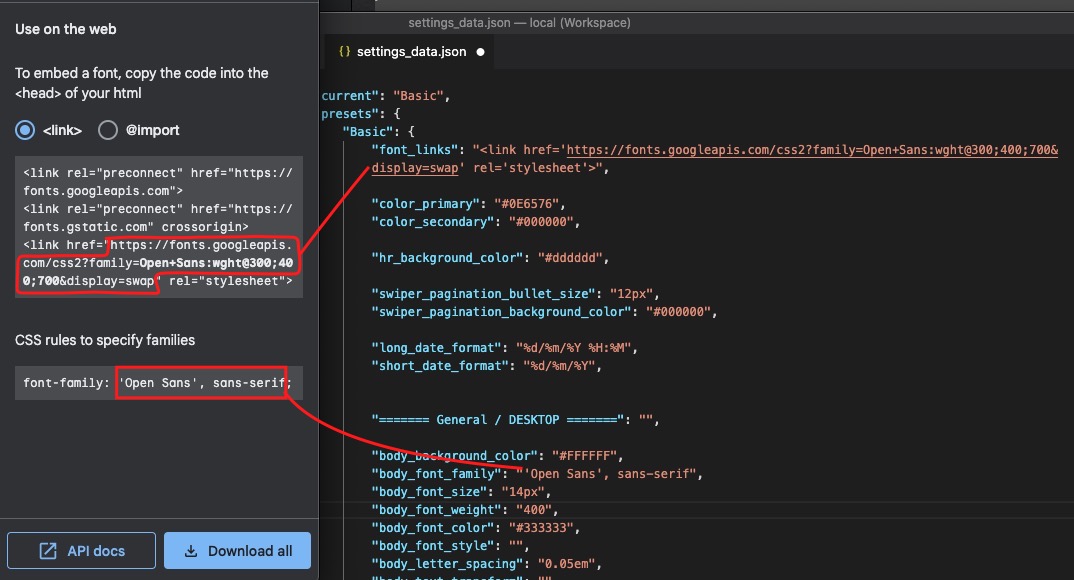 Use on the web
To embed a font, copy the code into the
<head> of your html
<link> @import
<link rel="preconnect" href="https://
fonts.googleapis.com">
<link rel="preconnect" href="https://
fonts.gstatic.com" crossorigin>
<link href="https://fonts.googleapis.
com/css2?family=Open+Sans:wght@300;40
0;700&display=swap" rel="stylesheet">
CSS rules to specify families
font-family: 'Open Sans', sans-serif;
API docs
Download all
settings_data.json — local (Workspace)
{} settings_data.json ●
current": "Basic",
presets": {
"Basic": {
"font_links": "<link href='https://fonts.googleapis.com/css2?family=Open+Sans:wght@300;400;700&
display=swap' rel='stylesheet'>",
"color_primary": "#0E6576",
"color_secondary": "#000000",
"hr_background_color": "#dddddd",
"swiper_pagination_bullet_size": "12px",
"swiper_pagination_background_color": "#000000",
"long_date_format": "%d/%m/%Y %H:%M",
"short_date_format": "%d/%m/%Y",
"======= General / DESKTOP =======": "",
"body_background_color": "#FFFFFF",
"body_font_family": "'Open Sans', sans-serif",
"body_font_size": "14px",
"body_font_weight": "400",
"body_font_color": "#333333",
"body_font_style": "",
"body_letter_spacing": "0.05em",